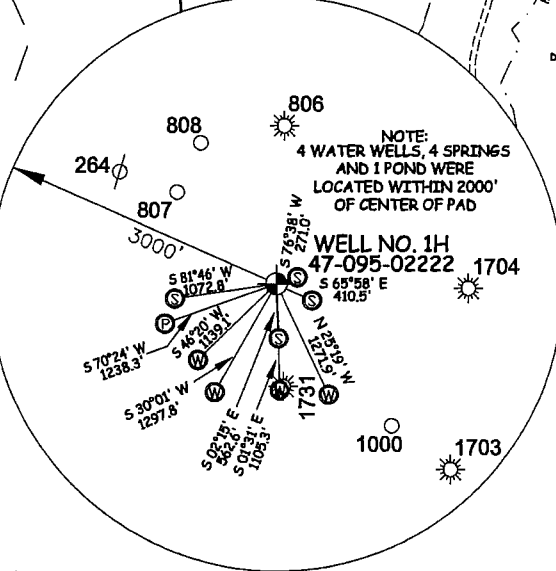 806
808
NOTE:
4 WATER WELLS, 4 SPRINGS
AND 1 POND WERE
LOCATED WITHIN 2000'
OF CENTER OF PAD
264
807
3000'
S 76°38' W
271.0'
WELL NO. 1H
47-095-02222
S 65°58' E
410.5'
1704
S 81°46' W
1072.8'
S
S
S
P
S 70°24' W
1238.3'
S 46°20' W
1139.1'
W
S
N 25°19' W
1271.9'
S 30°01' W
1297.8'
W
W
W
1731
S 02°15' E
562.6'
S 01°31' E
1105.3'
1000
1703